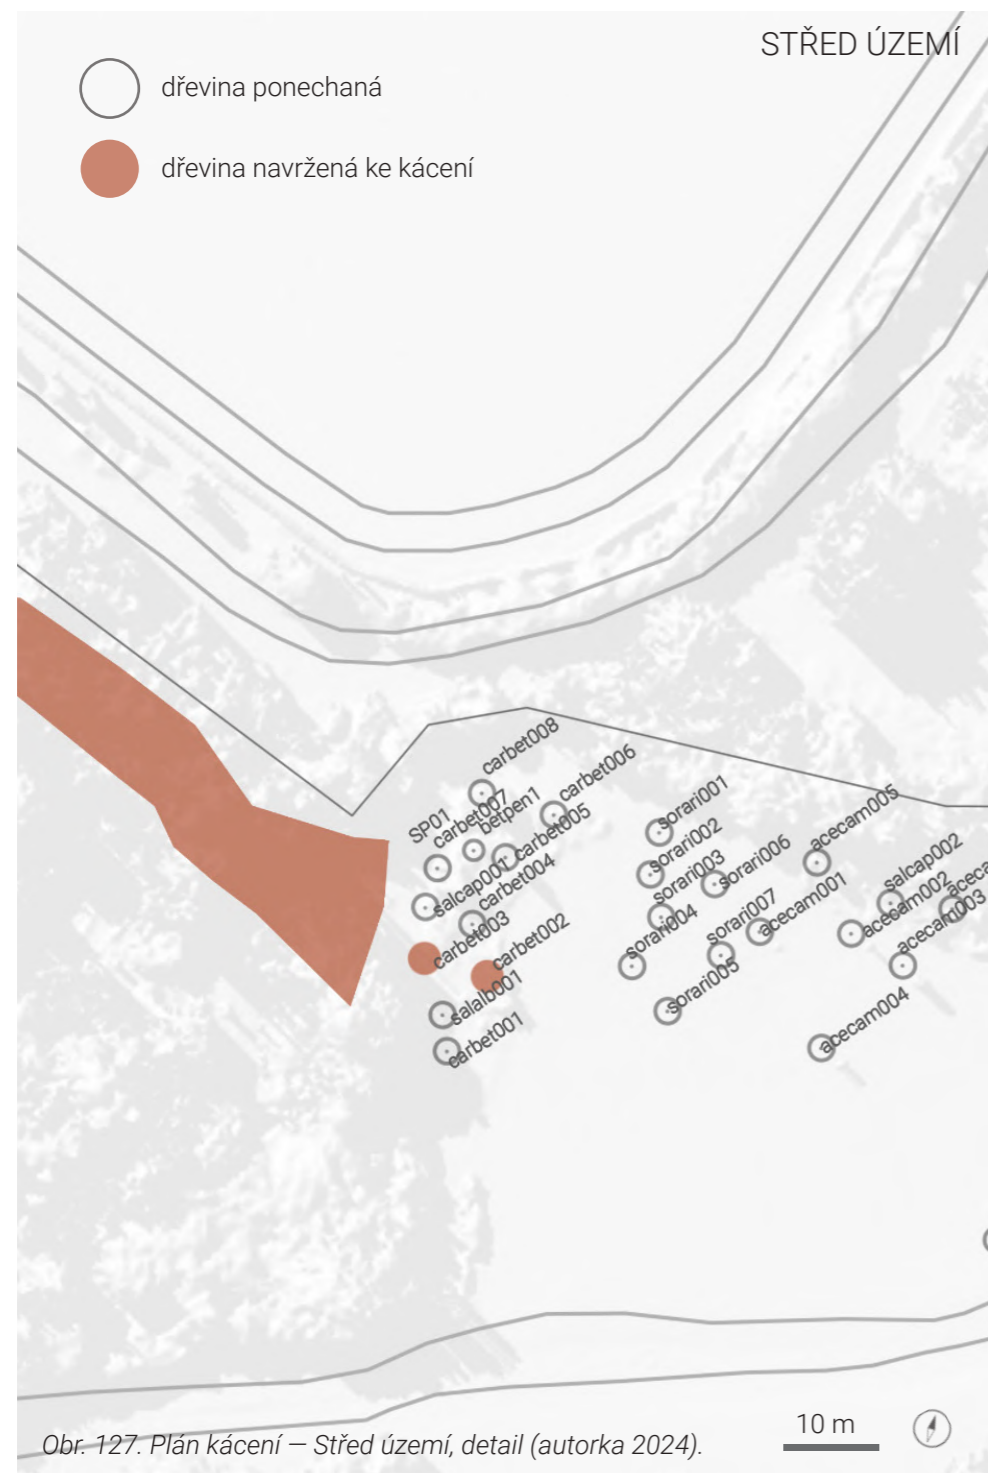 STŘED ÚZEMÍ
dřevina ponechaná
dřevina navržená ke kácení
carbet008
carbet006
SP01
carbet007
betpen1
carbet005
salcap001
carbet004
carbet003
carbet002
salalb001
carbet001
sorari001
sorari002
sorari003
sorari006
sorari004
sorari007
sorari005
acecam005
acecam001
salcap002
acecam002
aceca
acecam003
acecam004
10 m
Obr. 127. Plán kácení — Střed území, detail (autorka 2024).